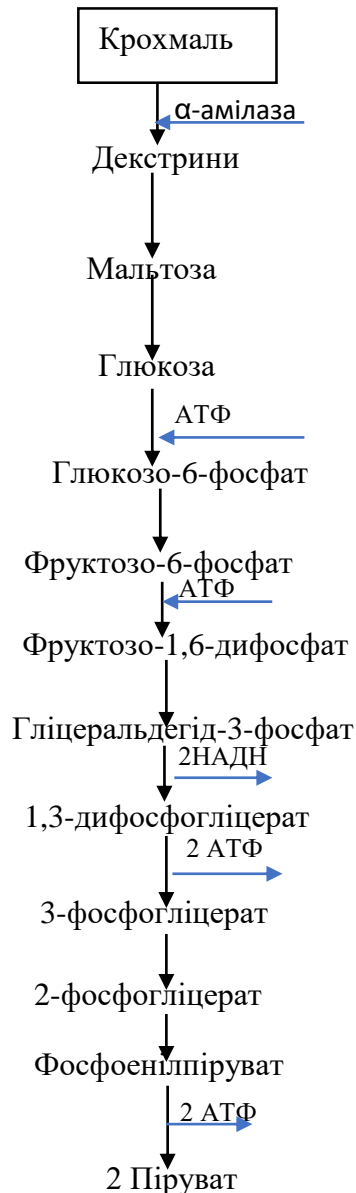 Крохмаль
α-амілаза
Декстрини
Мальтоза
Глюкоза
АТФ
Глюкозо-6-фосфат
Фруктозо-6-фосфат
АТФ
Фруктозо-1,6-дифосфат
Гліцеральдегід-3-фосфат
2НАДН
1,3-дифосфогліцерат
2 АТФ
3-фосфогліцерат
2-фосфогліцерат
Фосфоенілпіруват
2 АТФ
2 Піруват